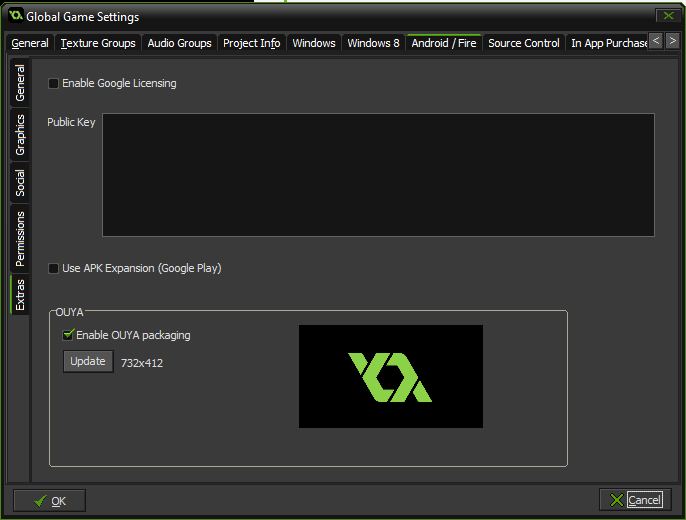 Global Game Settings
General Texture Groups Audio Groups Project Info Windows Windows 8 Android / Fire Source Control In App Purchase < >
General
Graphics
Social
Permissions
Extras
Enable Google Licensing
Public Key
Use APK Expansion (Google Play)
OUYA
Enable OUYA packaging
Update 732x412
OK Cancel